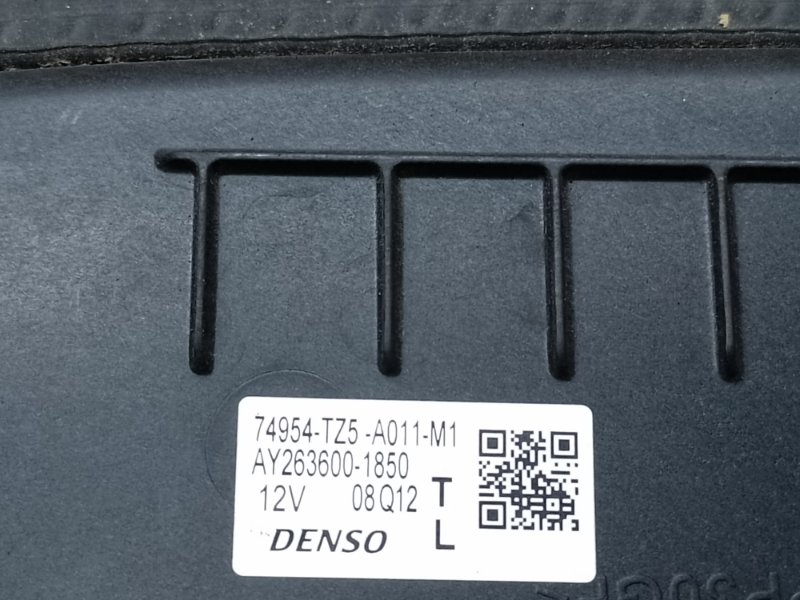 74954-TZ5-A011-M1
AY263600-1850
12V 08Q12 T
DENSO L